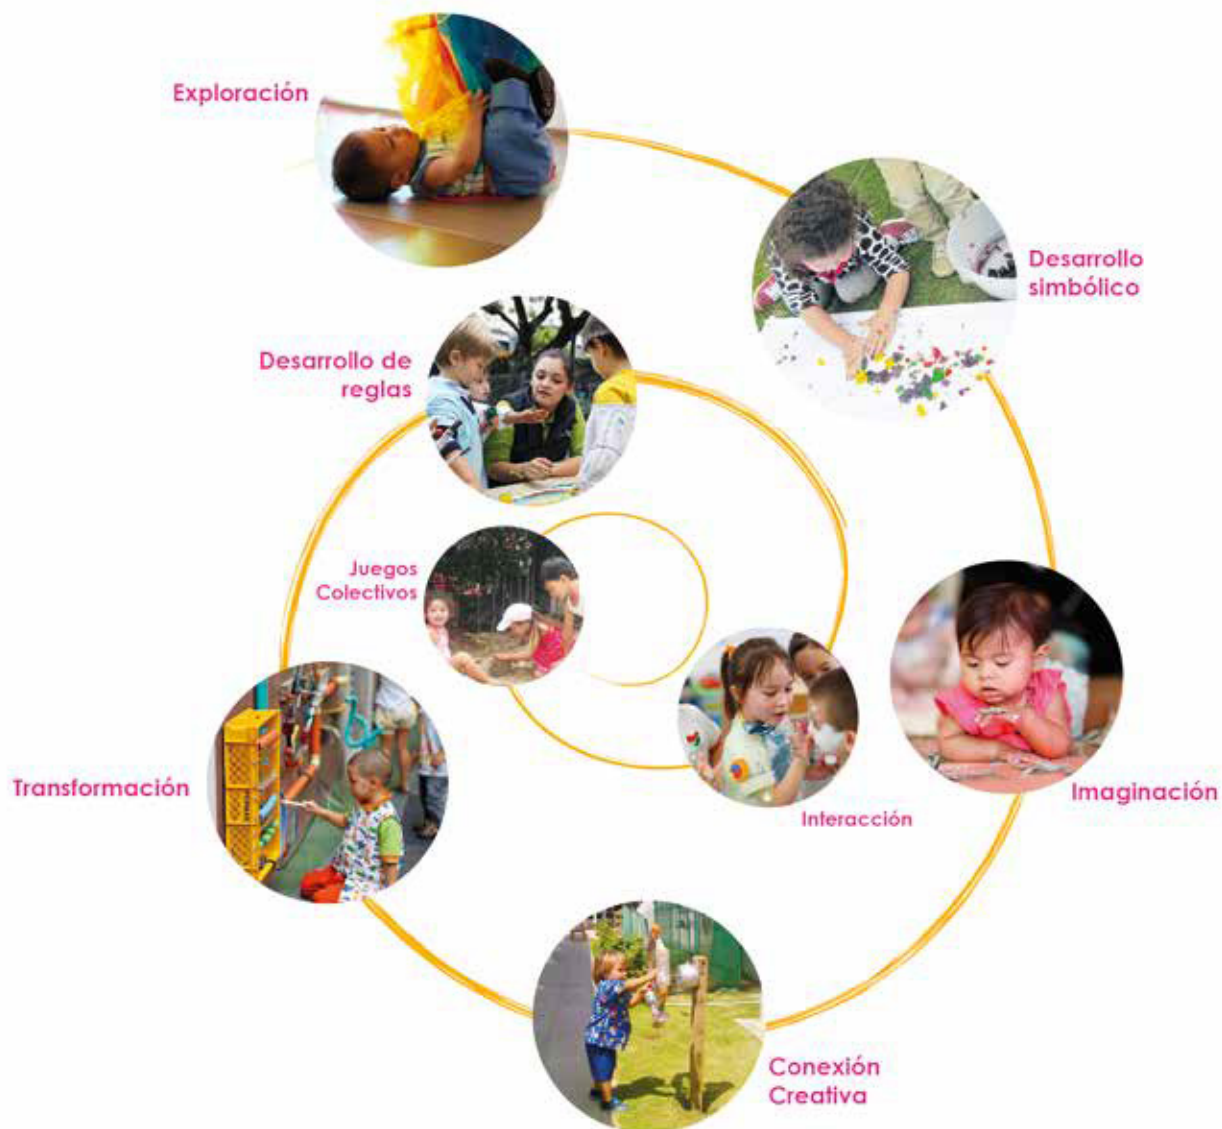 Exploración
Desarrollo
simbólico
Desarrollo de
reglas
Juegos
Colectivos
Transformación
Imaginación
Interacción
Conexión
Creativa